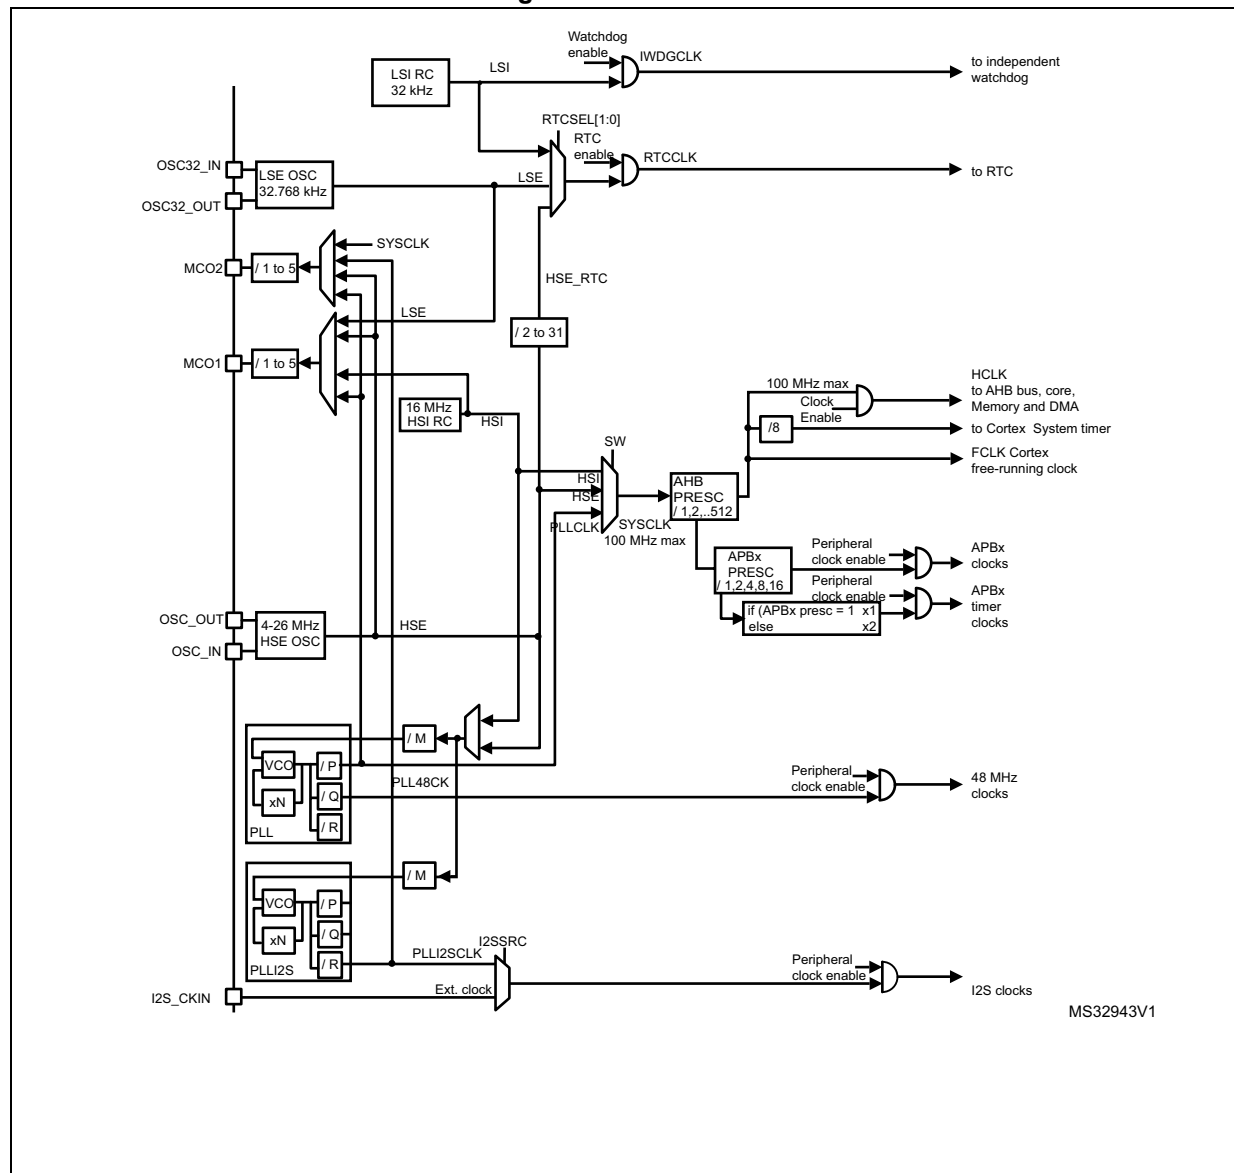 Watchdog
enable
IWDGCLK
to independent
watchdog
LSI RC
32 kHz
LSI
RTCSEL[1:0]
RTC
enable
RTCCLK
to RTC
OSC32_IN
LSE OSC
32.768 kHz
LSE
OSC32_OUT
SYSCLK
MCO2
/ 1 to 5
HSE_RTC
LSE
/ 2 to 31
MCO1
/ 1 to 5
16 MHz
HSI RC
HSI
100 MHz max
HCLK
to AHB bus, core,
Memory and DMA
Clock
Enable
/8
to Cortex System timer
SW
FCLK Cortex
free-running clock
HSI
HSE
PLLCLK
SYSCLK
100 MHz max
AHB
PRESC
/ 1,2,..512
APBx
PRESC
/ 1,2,4,8,16
Peripheral
clock enable
APBx
clocks
Peripheral
clock enable
APBx
timer
clocks
if (APBx presc = 1 x1
else x2
OSC_OUT
4-26 MHz
HSE OSC
HSE
OSC_IN
/ M
VCO
/ P
xN
/ Q
/ R
PLL
PLL48CK
Peripheral
clock enable
48 MHz
clocks
/ M
VCO
/ P
xN
/ Q
/ R
PLLI2S
PLLI2SCLK
I2SSRC
Ext. clock
I2S_CKIN
Peripheral
clock enable
I2S clocks
MS32943V1